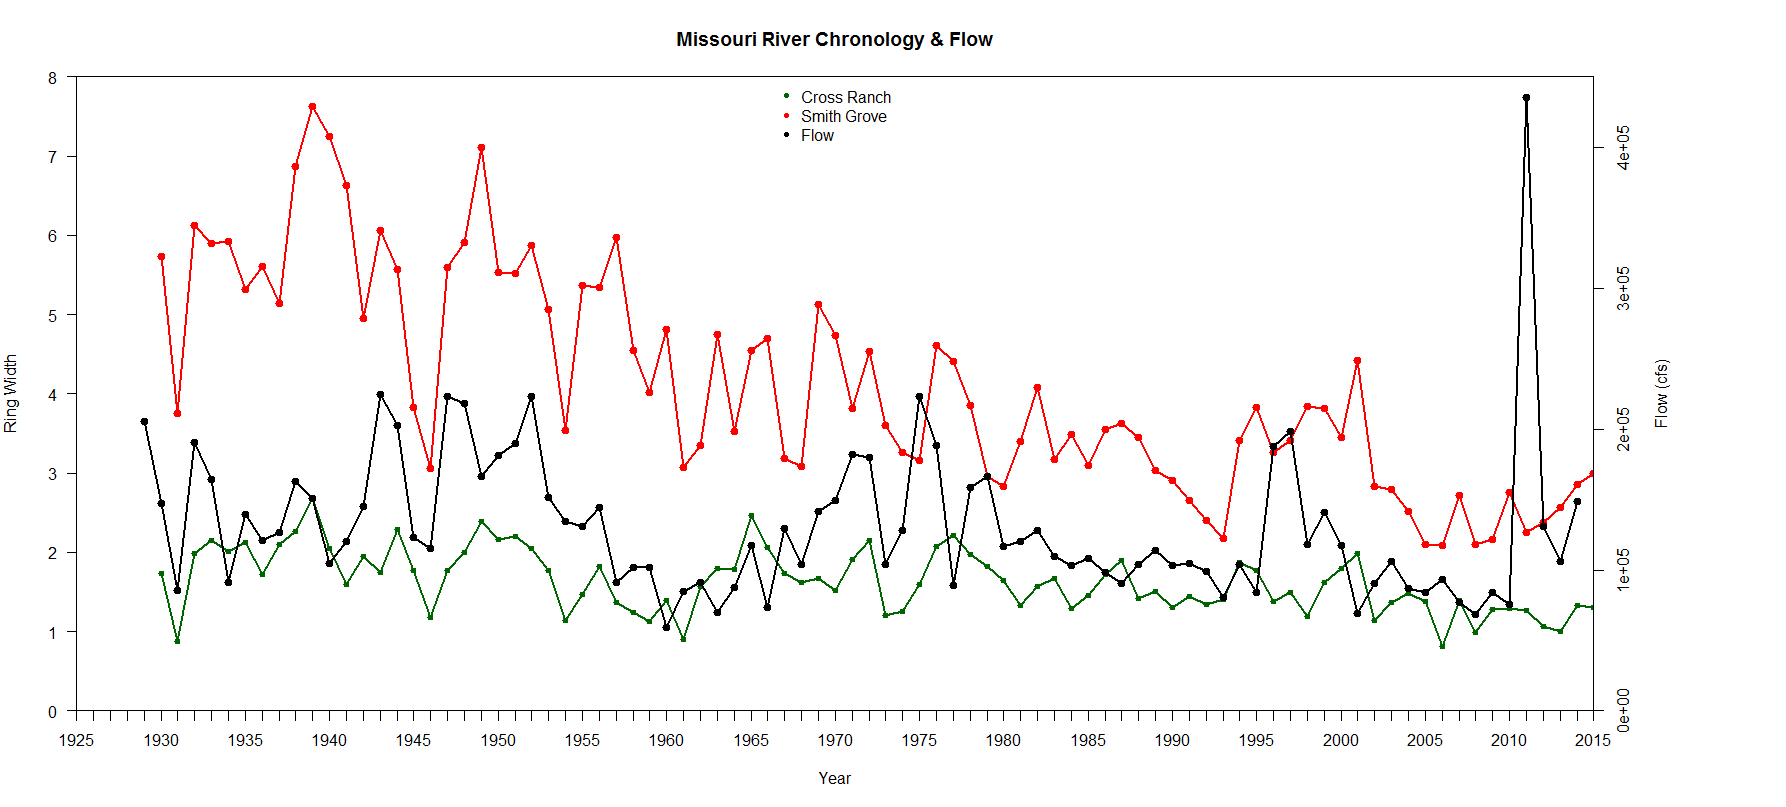 Missouri River Chronology & Flow
Cross Ranch
Smith Grove
Flow
8
7
6
5
4
3
2
1
0
Ring Width
4e+05
3e+05
2e+05
1e+05
0e+00
Flow (cfs)
1925 1930 1935 1940 1945 1950 1955 1960 1965 1970 1975 1980 1985 1990 1995 2000 2005 2010 2015
Year